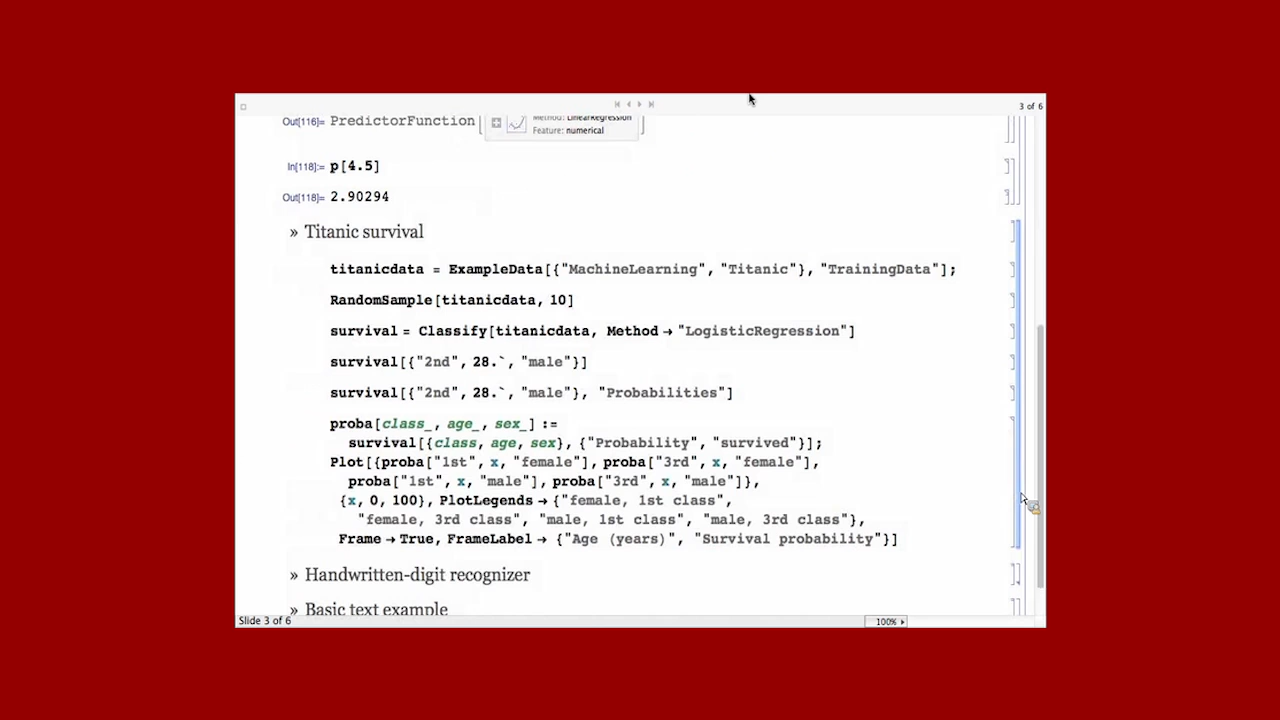 3 of 6
Method: LinearRegression
Out[116]= PredictorFunction[
Feature: numerical
]
In[118]:= p[4.5]
Out[118]= 2.90294
» Titanic survival
titanicdata = ExampleData[{"MachineLearning", "Titanic"}, "TrainingData"];
RandomSample[titanicdata, 10]
survival = Classify[titanicdata, Method → "LogisticRegression"]
survival[{"2nd", 28.`, "male"}]
survival[{"2nd", 28.`, "male"}, "Probabilities"]
proba[class_, age_, sex_] :=
survival[{class, age, sex}, {"Probability", "survived"}];
Plot[{proba["1st", x, "female"], proba["3rd", x, "female"],
proba["1st", x, "male"], proba["3rd", x, "male"]},
{x, 0, 100}, PlotLegends → {"female, 1st class",
"female, 3rd class", "male, 1st class", "male, 3rd class"},
Frame → True, FrameLabel → {"Age (years)", "Survival probability"}]
» Handwritten-digit recognizer
» Basic text example
Slide 3 of 6
100%